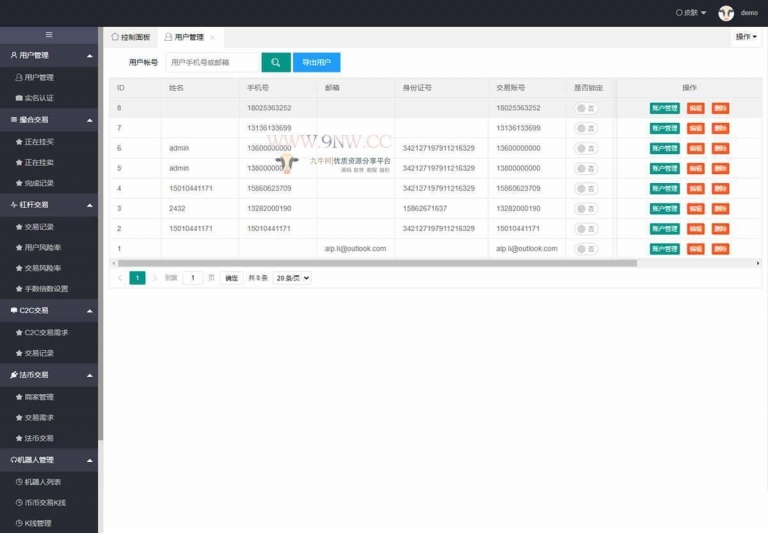 皮肤 demo
控制面板 用户管理 操作
用户管理
用户管理
实名认证
撮合交易
正在挂买
正在挂卖
完成记录
杠杆交易
交易记录
用户风险率
交易风险率
手数倍数设置
C2C交易
C2C交易需求
交易记录
法币交易
商家管理
交易需求
法币交易
机器人管理
机器人列表
币币交易K线
K线管理
用户帐号 用户手机号或邮箱 导出用户
ID 姓名 手机号 邮箱 身份证号 交易账号 是否锁定 操作
8 18025363252 18025363252 否 账户管理 编辑 删除
7 13136133699 13136133699 否 账户管理 编辑 删除
6 admin 13600000000 342127197911216329 13600000000 否 账户管理 编辑 删除
5 admin 13800000000 342127197911216329 13800000000 否 账户管理 编辑 删除
4 15010441171 15860623709 342127197911216329 15860623709 否 账户管理 编辑 删除
3 2432 13282000190 15862671637 13282000190 否 账户管理 编辑 删除
2 15010441171 15010441171 342127197911216329 15010441171 否 账户管理 编辑 删除
1 alp.li@outlook.com alp.li@outlook.com 否 账户管理 编辑 删除
WWW.9NW.CC
九牛网|优质资源分享平台
源码 软件 教程 福利
1 到第 1 页 确定 共 8 条 20 条/页